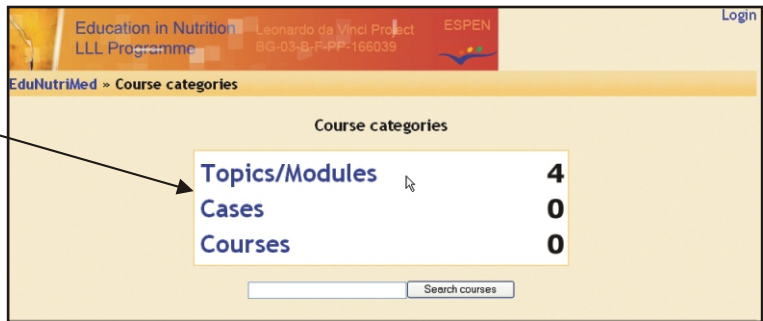 Education in Nutrition Leonardo da Vinci Project ESPEN
LLL Programme BG-03-B-F-PP-166039
Login
EduNutriMed » Course categories
Course categories
Topics/Modules 4
Cases 0
Courses 0
Search courses